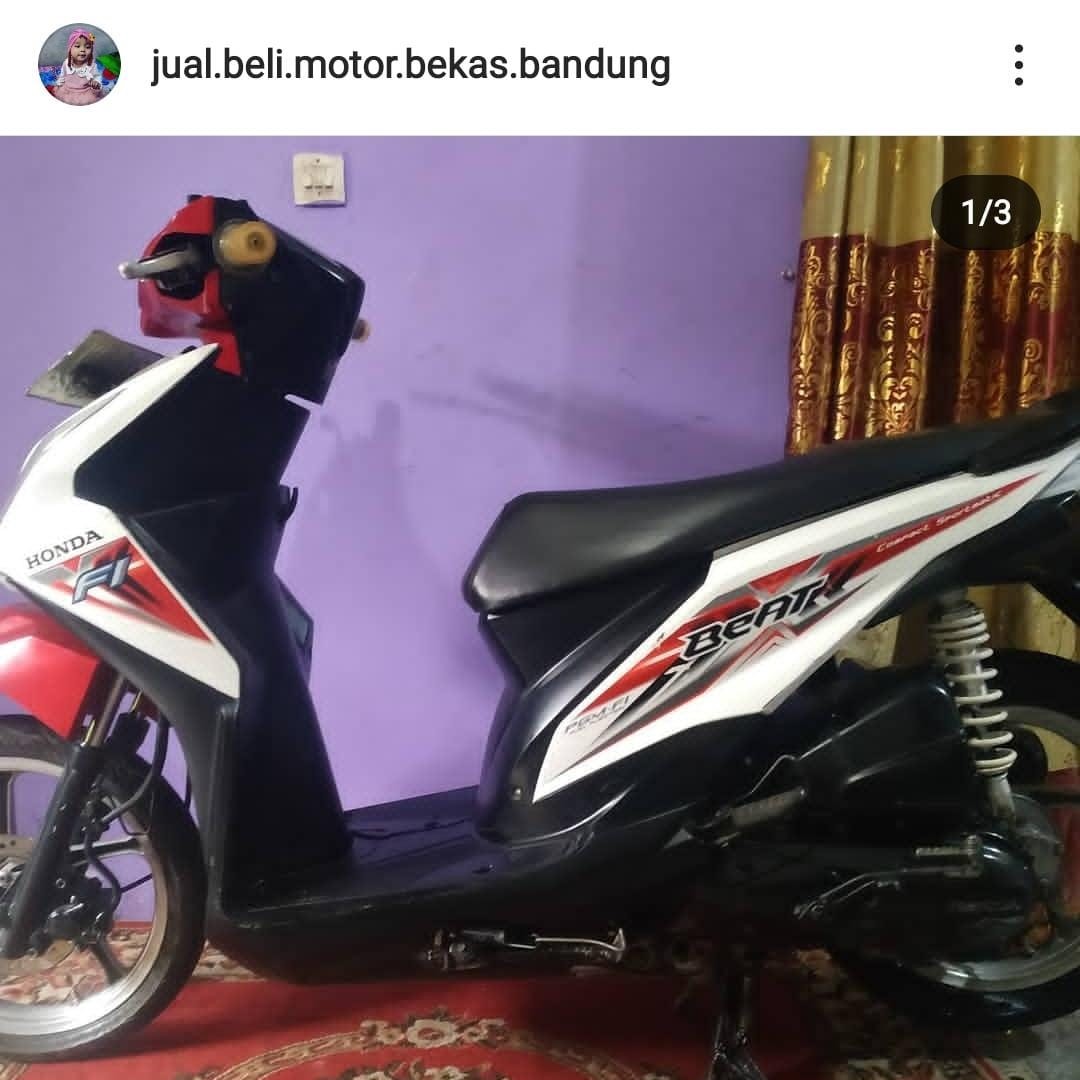 jual.beli.motor.bekas.bandung
1/3
HONDA
FI
Compact Sportmatic
BeAT
PGM-FI